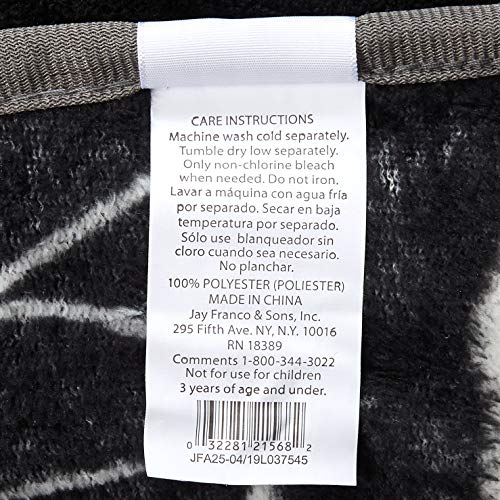 CARE INSTRUCTIONS
Machine wash cold separately.
Tumble dry low separately.
Only non-chlorine bleach
when needed. Do not iron.
Lavar a máquina con agua fría
por separado. Secar en baja
temperatura por separado.
Sólo use blanqueador sin
cloro cuando sea necesario.
No planchar.
100% POLYESTER (POLIESTER)
MADE IN CHINA
Jay Franco & Sons, Inc.
295 Fifth Ave. NY, N.Y. 10016
RN 18389
Comments 1-800-344-3022
Not for use for children
3 years of age and under.
0 32281 21568 2
JFA25-04/19L037545